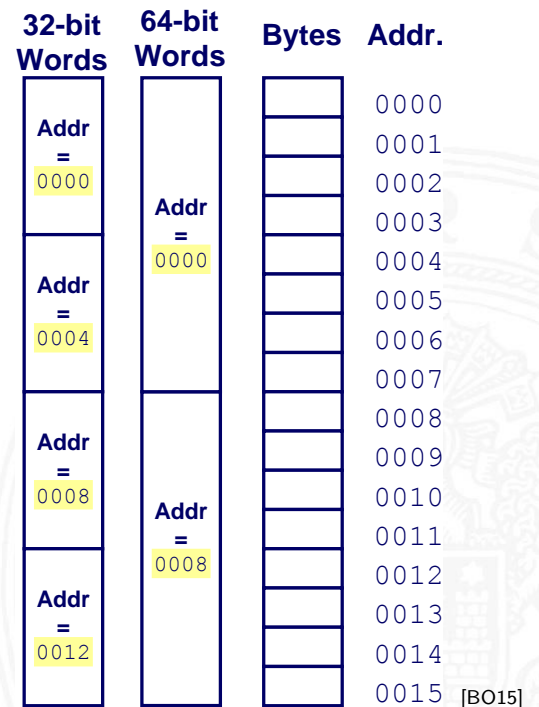 32-bit Words
64-bit Words
Bytes
Addr.
Addr
=
0000
Addr
=
0004
Addr
=
0008
Addr
=
0012
Addr
=
0000
Addr
=
0008
0000
0001
0002
0003
0004
0005
0006
0007
0008
0009
0010
0011
0012
0013
0014
0015
[BO15]